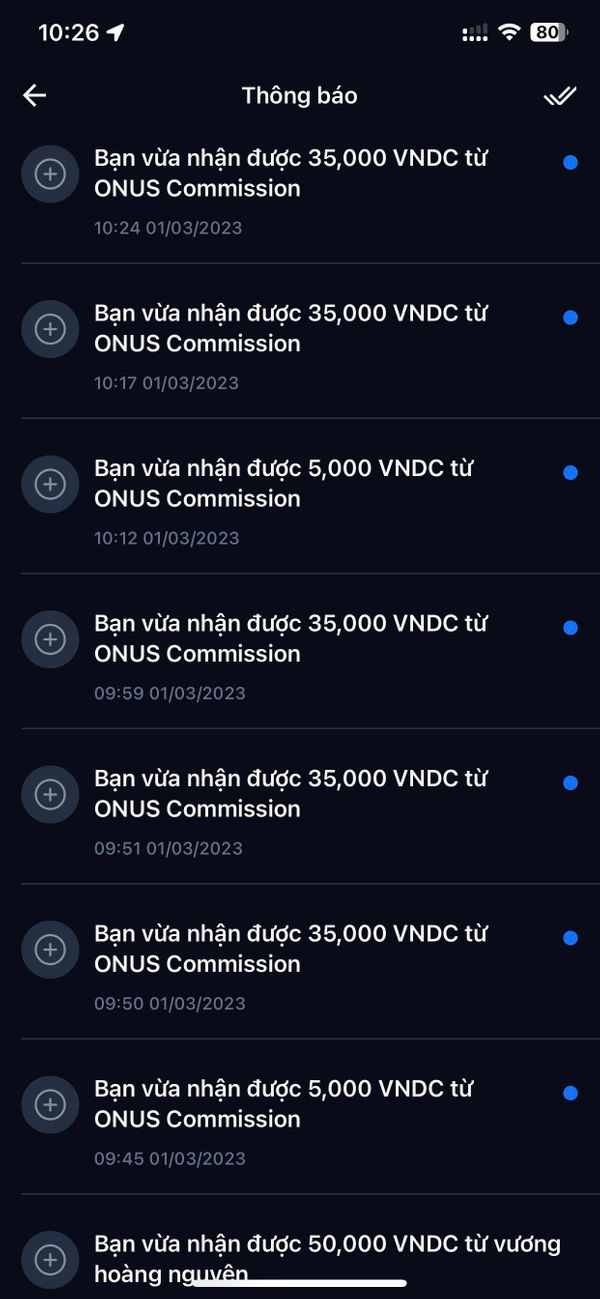 10:26
80
Thông báo
Bạn vừa nhận được 35,000 VNDC từ
ONUS Commission
10:24 01/03/2023
Bạn vừa nhận được 35,000 VNDC từ
ONUS Commission
10:17 01/03/2023
Bạn vừa nhận được 5,000 VNDC từ
ONUS Commission
10:12 01/03/2023
Bạn vừa nhận được 35,000 VNDC từ
ONUS Commission
09:59 01/03/2023
Bạn vừa nhận được 35,000 VNDC từ
ONUS Commission
09:51 01/03/2023
Bạn vừa nhận được 35,000 VNDC từ
ONUS Commission
09:50 01/03/2023
Bạn vừa nhận được 5,000 VNDC từ
ONUS Commission
09:45 01/03/2023
Bạn vừa nhận được 50,000 VNDC từ vương
hoàng nguyên